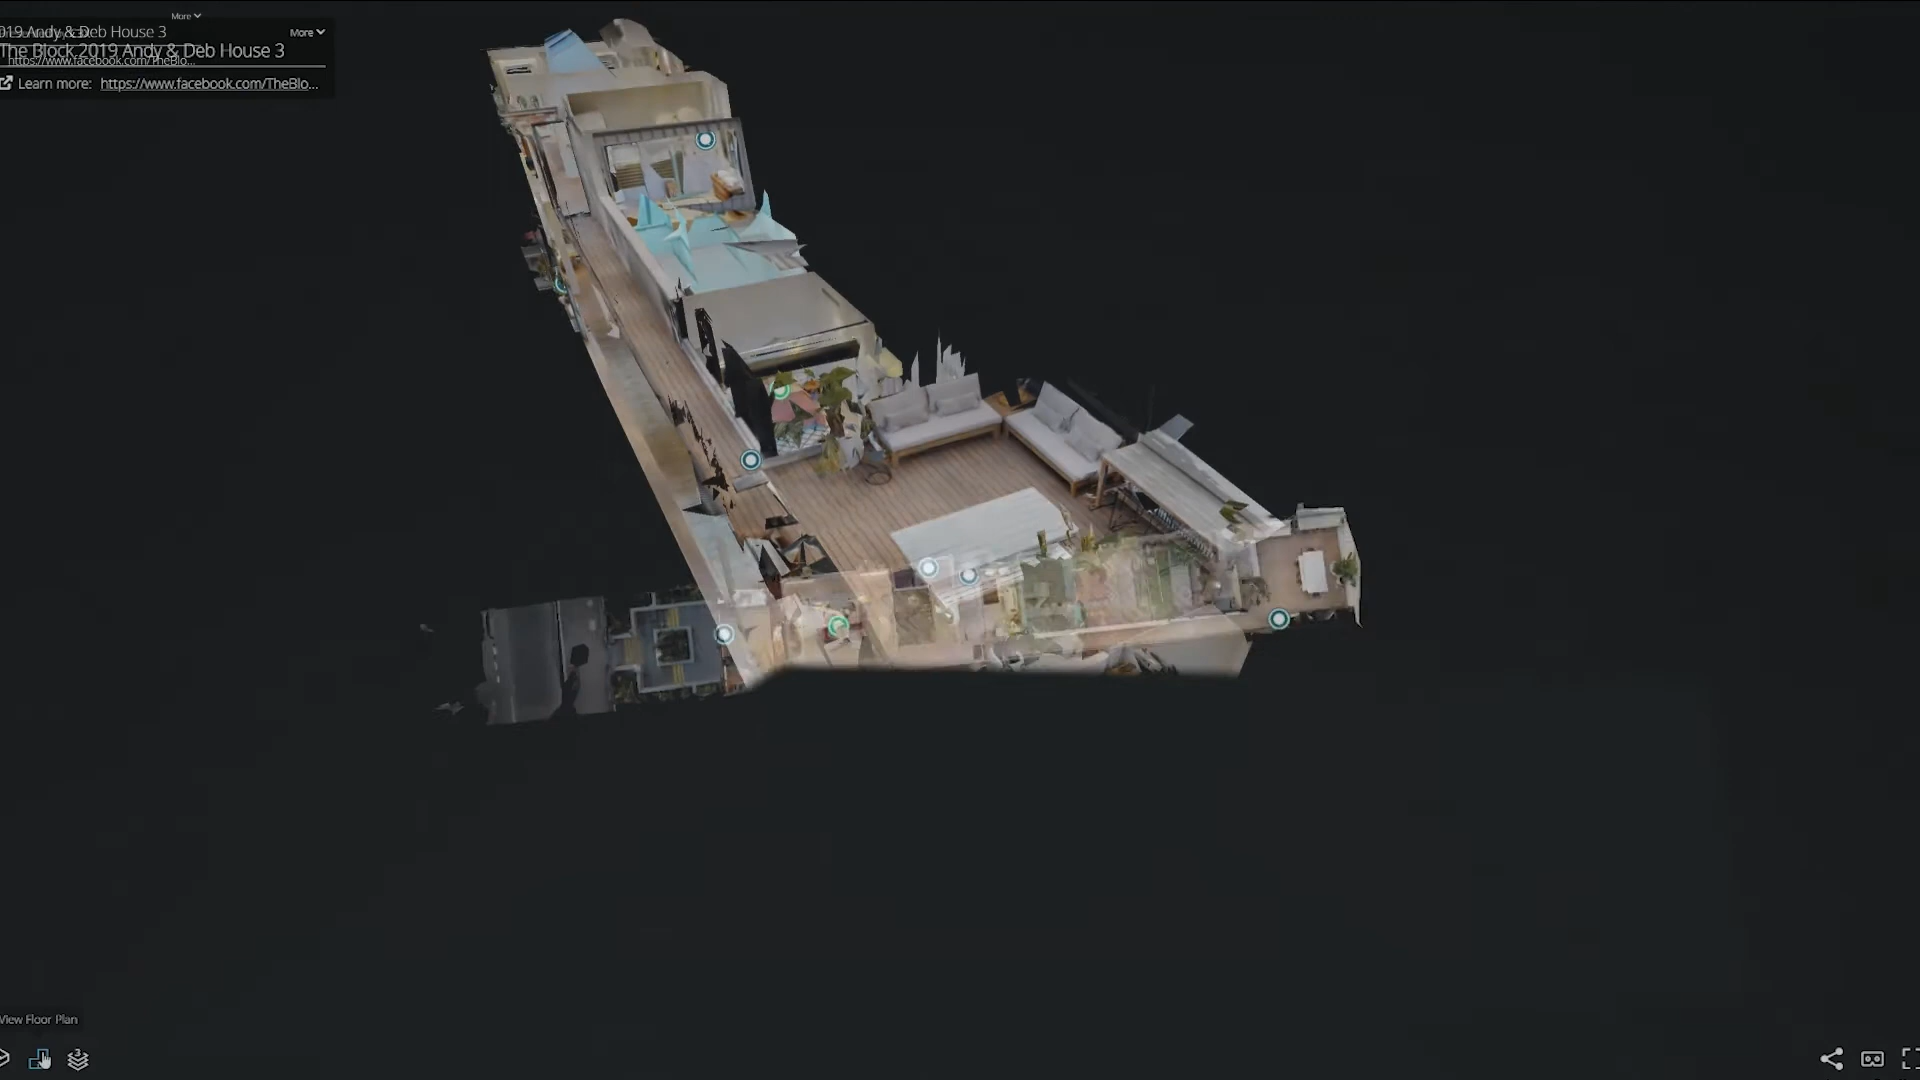 More
019 Andy & Deb House 3
More
The Block 2019 Andy & Deb House 3
https://www.facebook.com/TheBlo...
Learn more: https://www.facebook.com/TheBlo...
View Floor Plan
3